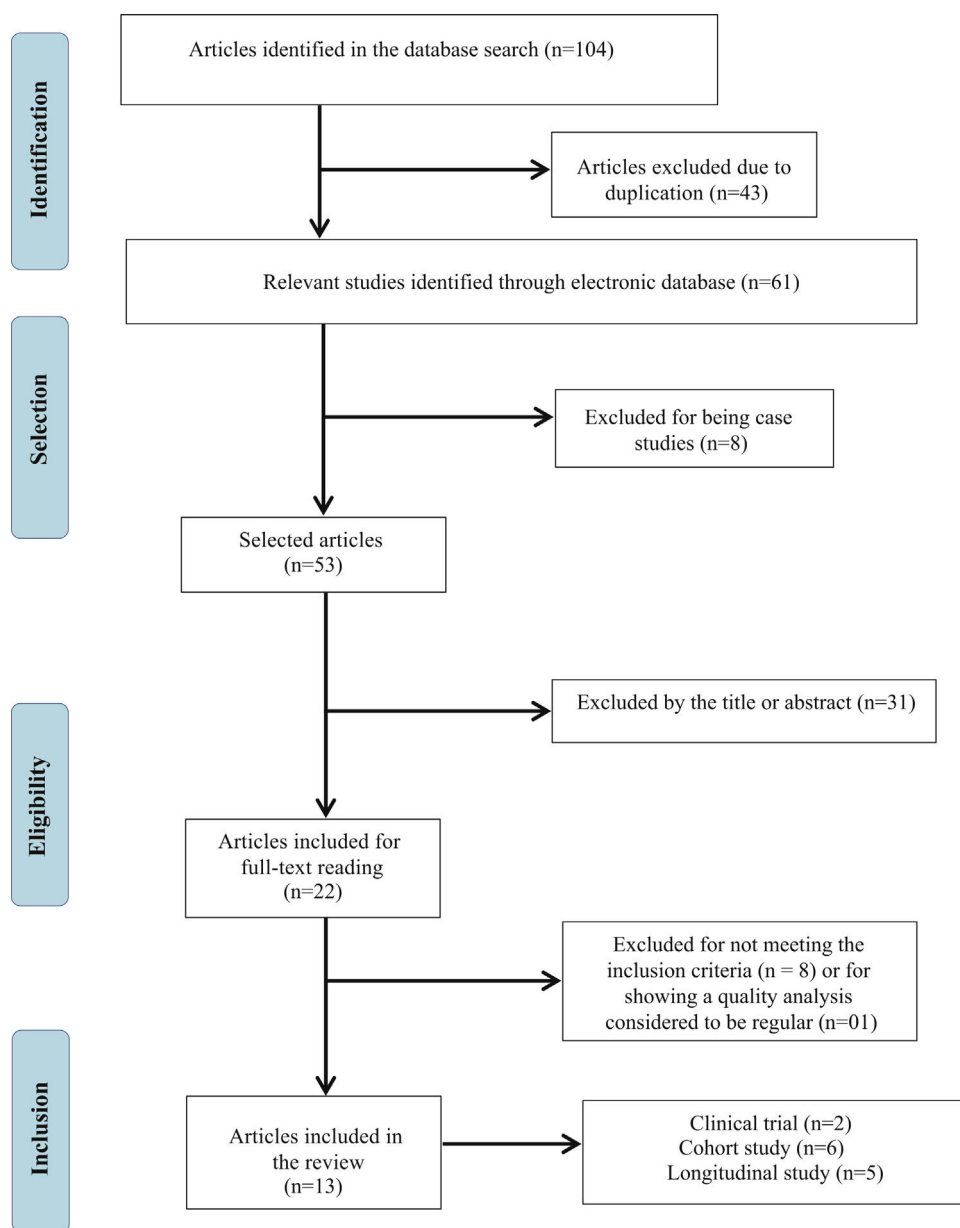 Identification
Articles identified in the database search (n=104)
Articles excluded due to
duplication (n=43)
Relevant studies identified through electronic database (n=61)
Selection
Excluded for being case
studies (n=8)
Selected articles
(n=53)
Eligibility
Excluded by the title or abstract (n=31)
Articles included for
full-text reading
(n=22)
Excluded for not meeting the
inclusion criteria (n = 8) or for
showing a quality analysis
considered to be regular (n=01)
Inclusion
Articles included in
the review
(n=13)
Clinical trial (n=2)
Cohort study (n=6)
Longitudinal study (n=5)